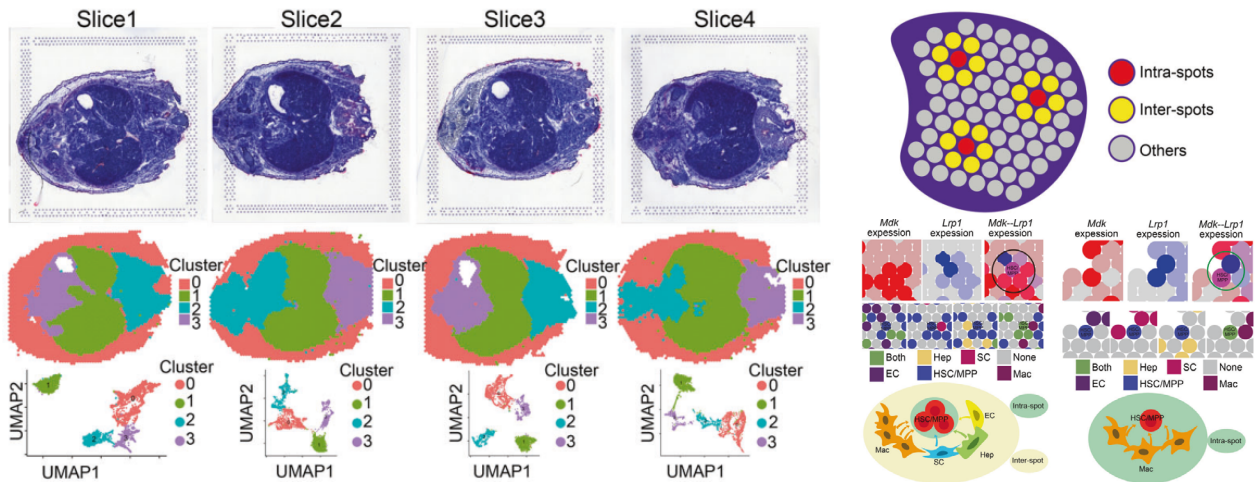 Slice1
Slice2
Slice3
Slice4
Intra-spots
Inter-spots
Others
Cluster
0
1
2
3
Cluster
0
1
2
3
Cluster
0
1
2
3
Cluster
0
1
2
3
UMAP2
UMAP1
Cluster
0
1
2
3
UMAP2
UMAP1
Cluster
0
1
2
3
UMAP2
UMAP1
Cluster
0
1
2
3
UMAP2
UMAP1
Cluster
0
1
2
3
Mdk
expession
Lrp1
expession
Mdk--Lrp1
expession
HSC/
MPP
Both
Hep
SC
None
EC
HSC/MPP
Mac
HSC/MPP
EC
Mac
SC
Hep
Intra-spot
Inter-spot
Mdk
expession
Lrp1
expession
Mdk--Lrp1
expession
HSC/
MPP
Both
Hep
SC
None
EC
HSC/MPP
Mac
HSC/MPP
Mac
Intra-spot